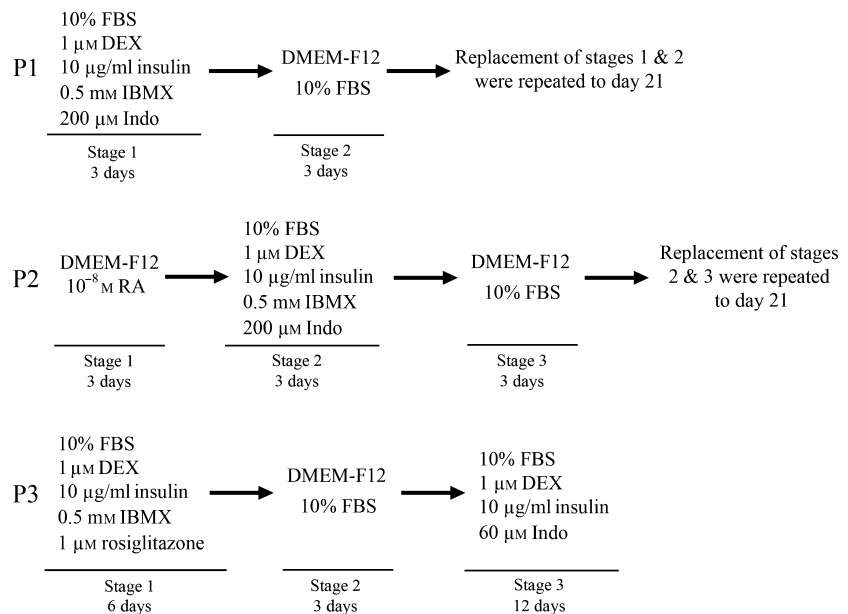 P1
10% FBS
1 μM DEX
10 μg/ml insulin
0.5 mM IBMX
200 μM Indo
Stage 1
3 days
DMEM-F12
10% FBS
Stage 2
3 days
Replacement of stages 1 & 2
were repeated to day 21
P2
DMEM-F12
10⁻⁸ M RA
Stage 1
3 days
10% FBS
1 μM DEX
10 μg/ml insulin
0.5 mM IBMX
200 μM Indo
Stage 2
3 days
DMEM-F12
10% FBS
Stage 3
3 days
Replacement of stages
2 & 3 were repeated
to day 21
P3
10% FBS
1 μM DEX
10 μg/ml insulin
0.5 mM IBMX
1 μM rosiglitazone
Stage 1
6 days
DMEM-F12
10% FBS
Stage 2
3 days
10% FBS
1 μM DEX
10 μg/ml insulin
60 μM Indo
Stage 3
12 days